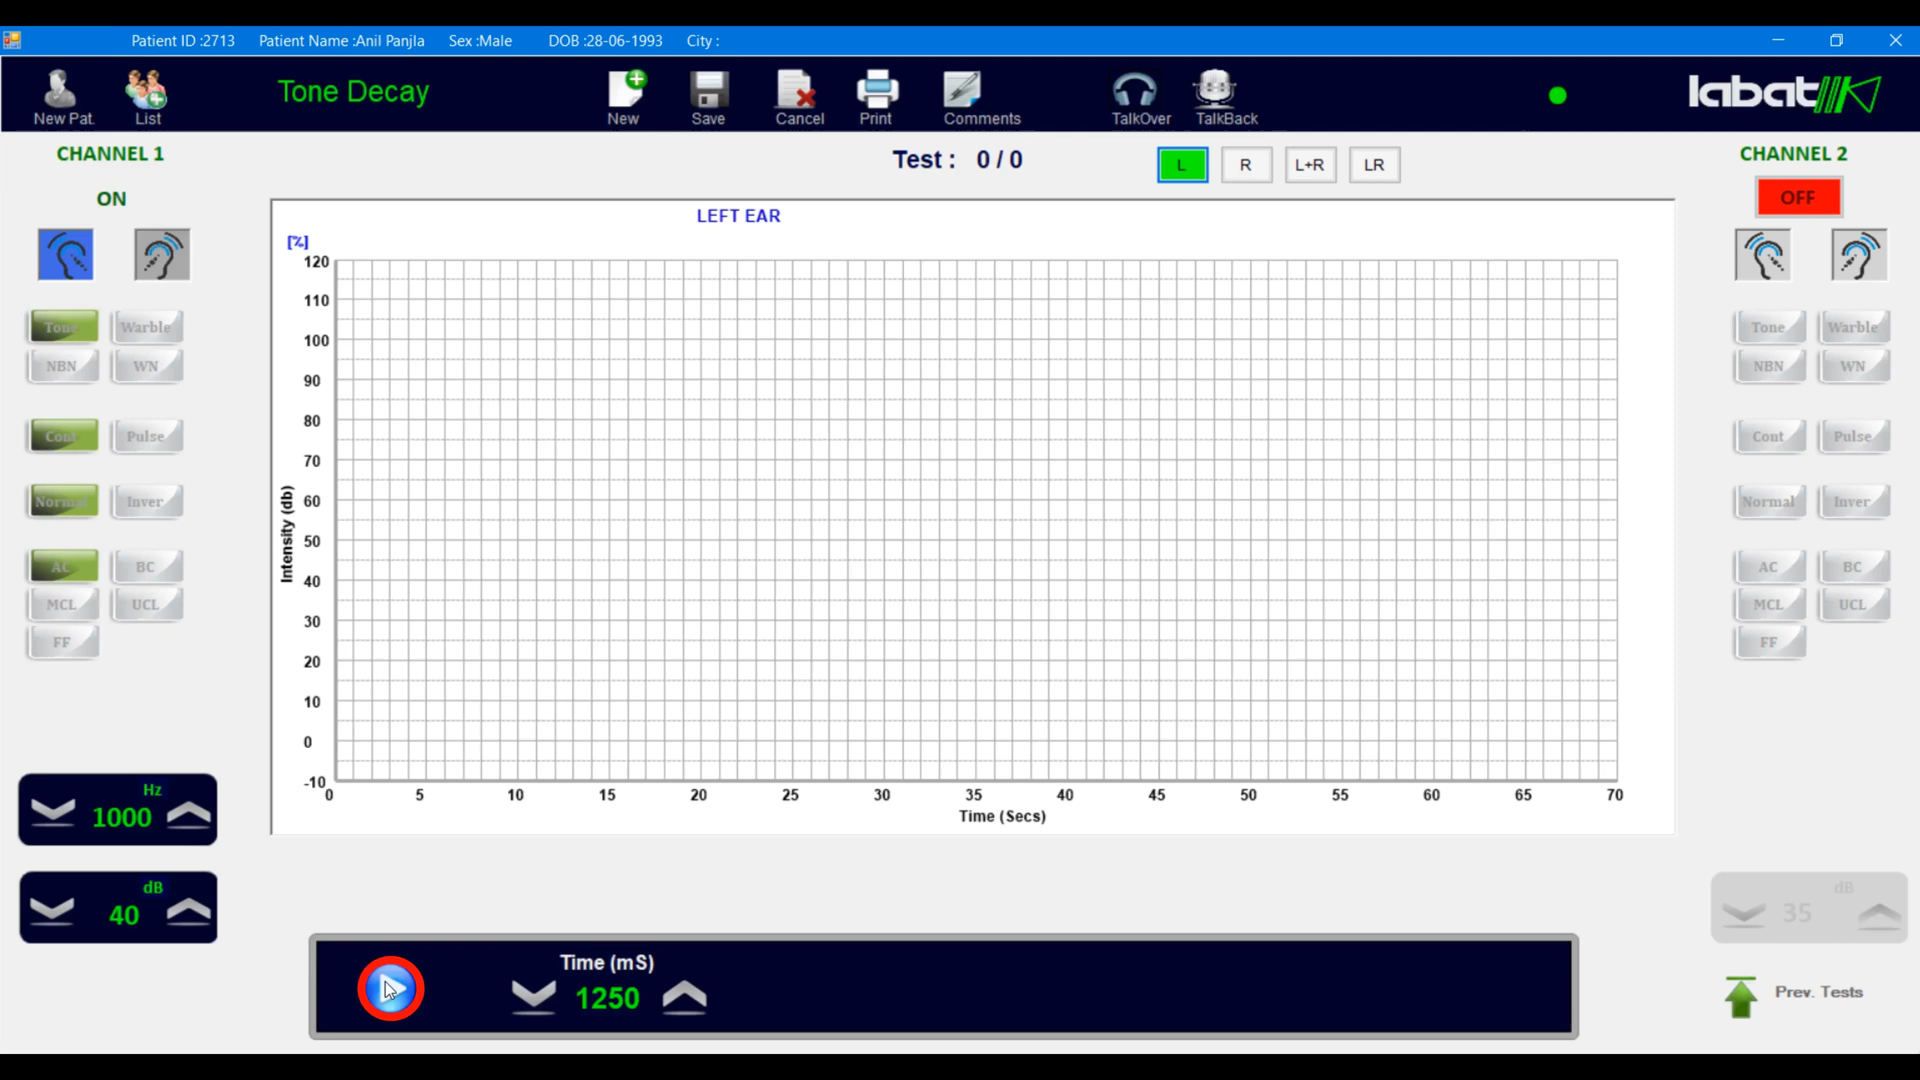 Patient ID :2713 Patient Name :Anil Panjla Sex :Male DOB :28-06-1993 City :
New Pat. List Tone Decay New Save Cancel Print Comments TalkOver TalkBack labat
CHANNEL 1 Test : 0 / 0 L R L+R LR CHANNEL 2
ON OFF
LEFT EAR
[%]
120
110
100
90
80
70
60
50
40
30
20
10
0
-10
Intensity (db)
0 5 10 15 20 25 30 35 40 45 50 55 60 65 70
Time (Secs)
Tone Warble
NBN WN
Cont Pulse
Normal Inver
AC BC
MCL UCL
FF
Hz
1000
dB
40
Time (mS)
1250
Tone Warble
NBN WN
Cont Pulse
Normal Inver
AC BC
MCL UCL
FF
dB
35
Prev. Tests